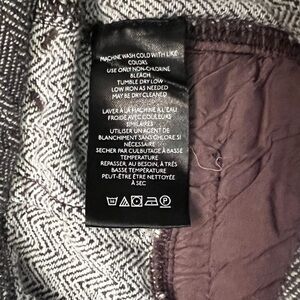 MACHINE WASH COLD WITH LIKE
COLORS
USE ONLY NON-CHLORINE
BLEACH
TUMBLE DRY LOW
LOW IRON AS NEEDED
MAY BE DRY CLEANED
LAVER À LA MACHINE À L'EAU
FROIDE AVEC COULEURS
SIMILAIRES
UTILISER UN AGENT DE
BLANCHIMENT SANS CHLORE SI
NÉCESSAIRE
SECHER PAR CULBUTAGE À BASSE
TEMPERATURE
REPASSER, AU BESOIN, À TRÈS
BASSE TEMPÉRATURE
PEUT-ÊTRE ÊTRE NETTOYÉE
À SEC